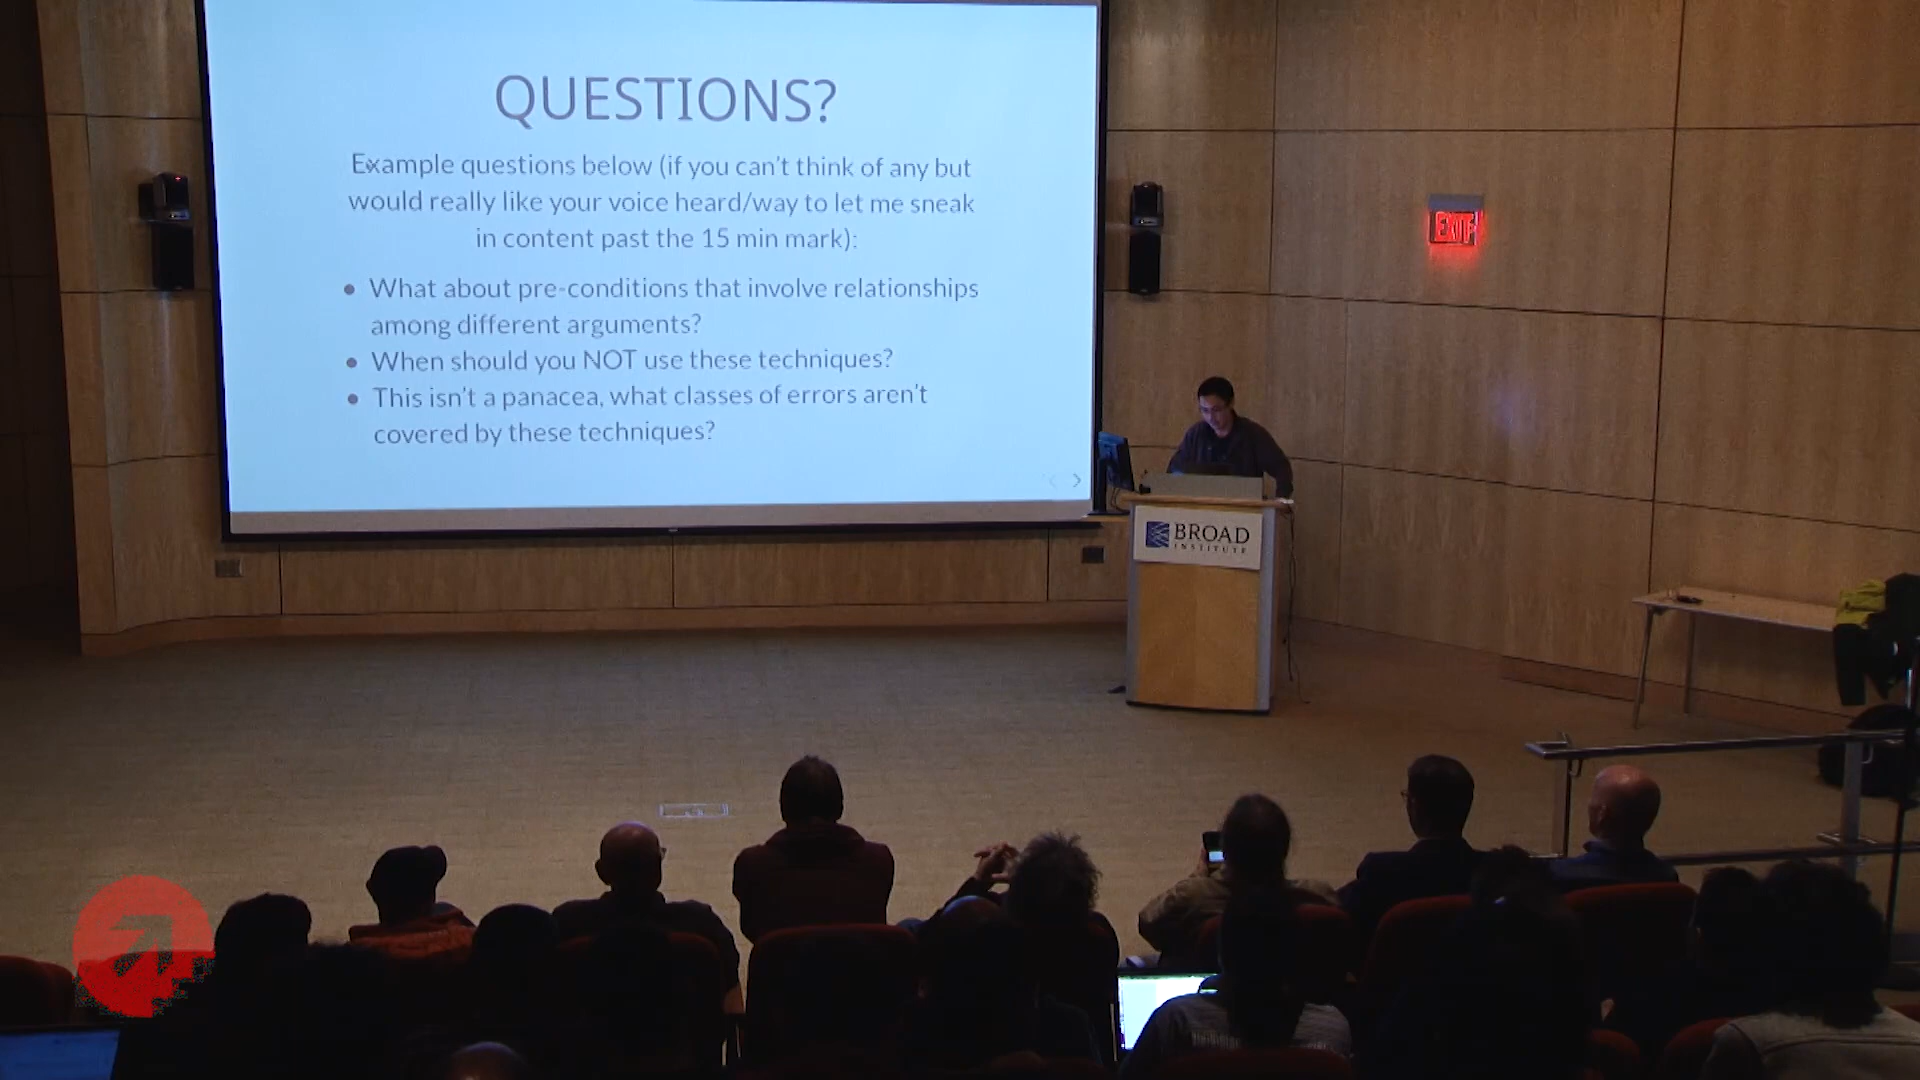 QUESTIONS?
Example questions below (if you can't think of any but
would really like your voice heard/way to let me sneak
in content past the 15 min mark):
• What about pre-conditions that involve relationships
among different arguments?
• When should you NOT use these techniques?
• This isn't a panacea, what classes of errors aren't
covered by these techniques?
EXIT
BROAD
INSTITUTE